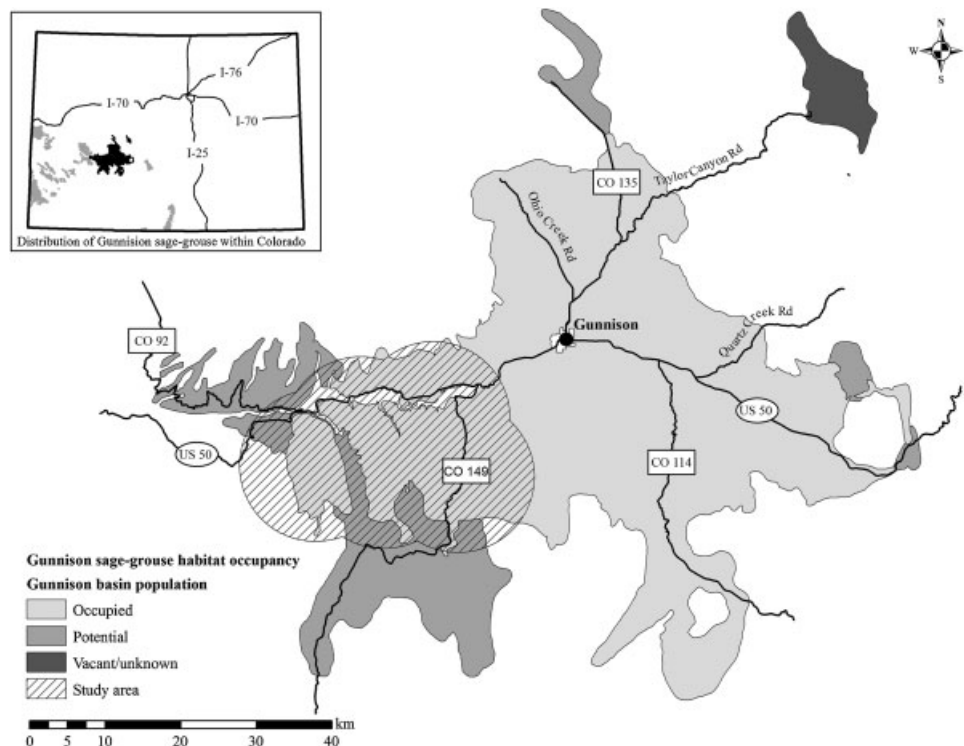 I-76
I-70
I-70
I-25
Distribution of Gunnision sage-grouse within Colorado
N
W
E
S
CO 135
Taylor Canyon Rd
Ohio Creek Rd
Gunnison
Quartz Creek Rd
CO 92
US 50
US 50
CO 149
CO 114
Gunnison sage-grouse habitat occupancy
Gunnison basin population
Occupied
Potential
Vacant/unknown
Study area
km
0 5 10 20 30 40